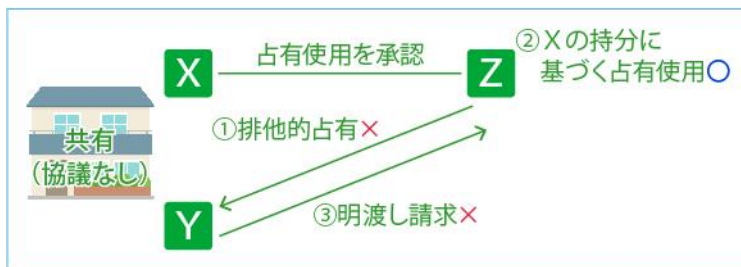 X
占有使用を承認
Z
②Xの持分に
基づく占有使用○
共有
(協議なし)
①排他的占有×
Y
③明渡し請求×